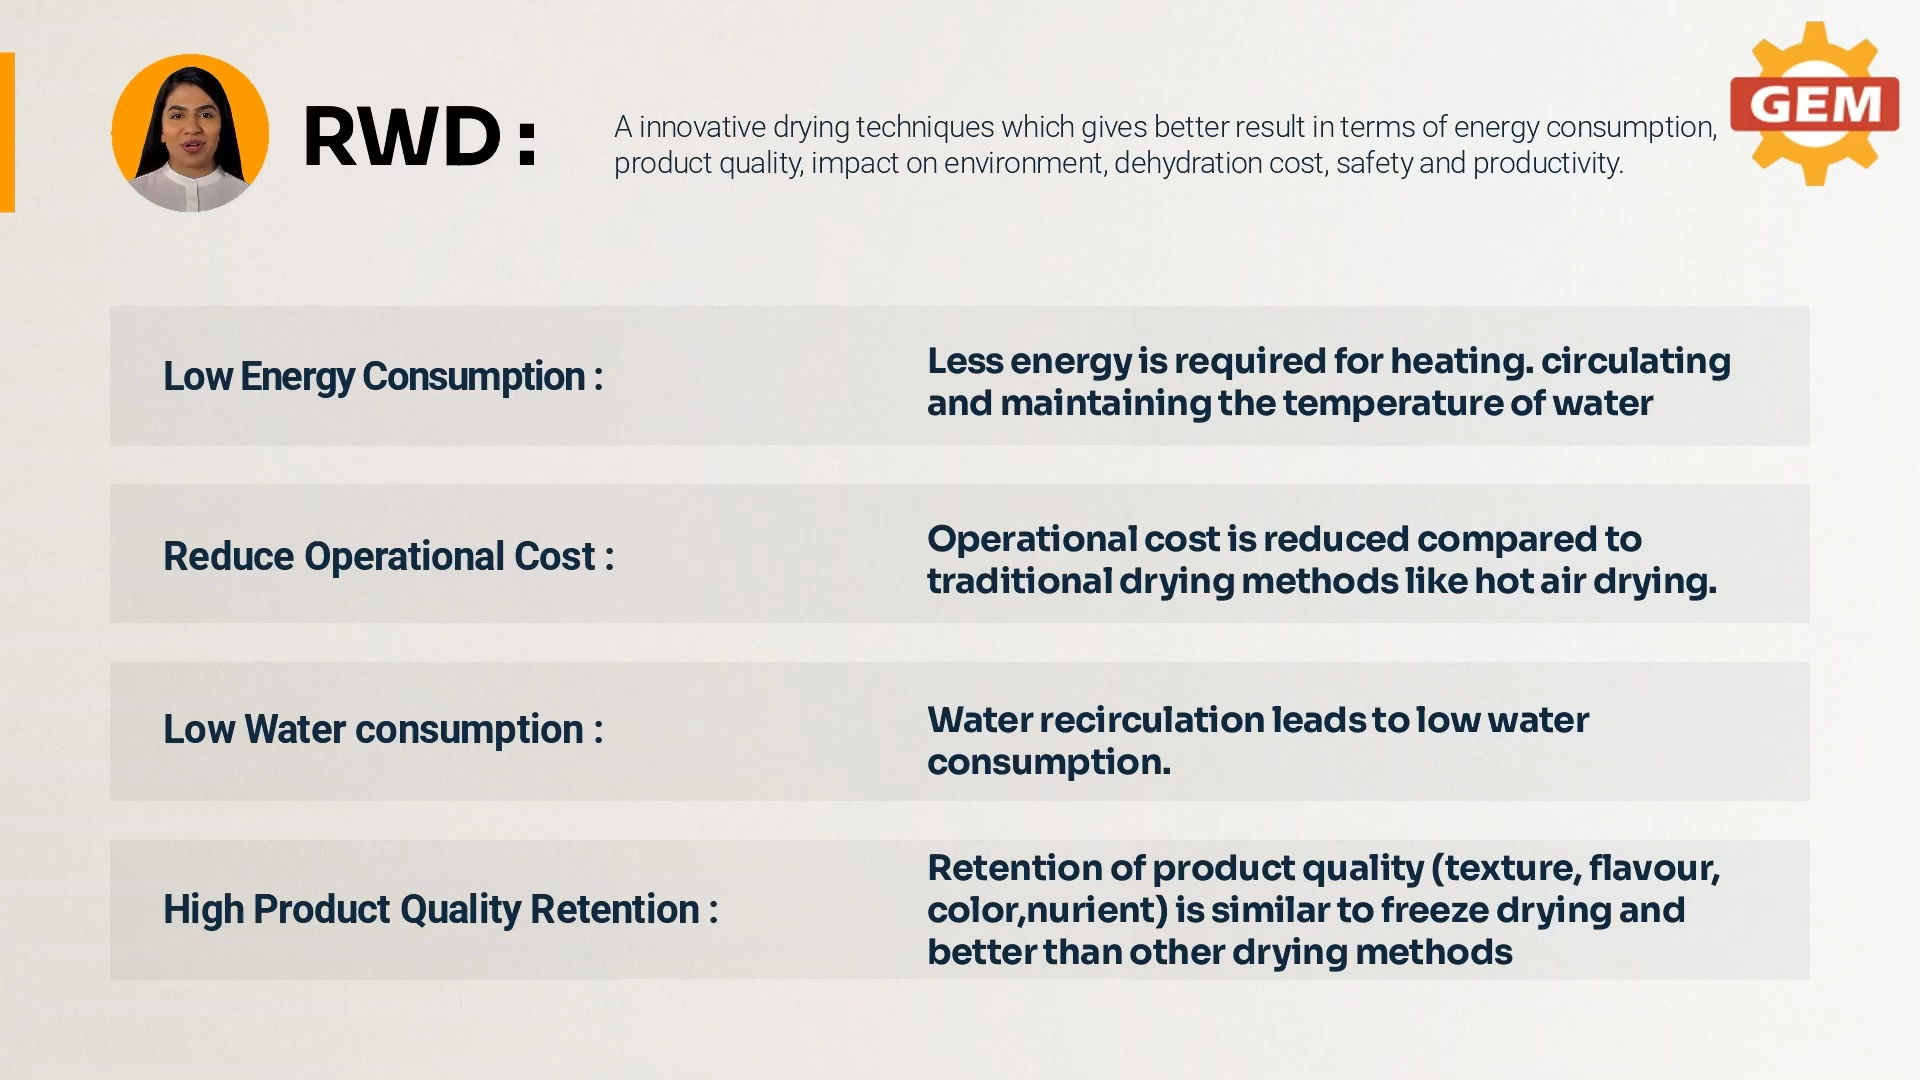 RWD :
A innovative drying techniques which gives better result in terms of energy consumption,
product quality, impact on environment, dehydration cost, safety and productivity.
GEM
Low Energy Consumption :
Less energy is required for heating. circulating
and maintaining the temperature of water
Reduce Operational Cost :
Operational cost is reduced compared to
traditional drying methods like hot air drying.
Low Water consumption :
Water recirculation leads to low water
consumption.
High Product Quality Retention :
Retention of product quality (texture, flavour,
color,nurient) is similar to freeze drying and
better than other drying methods